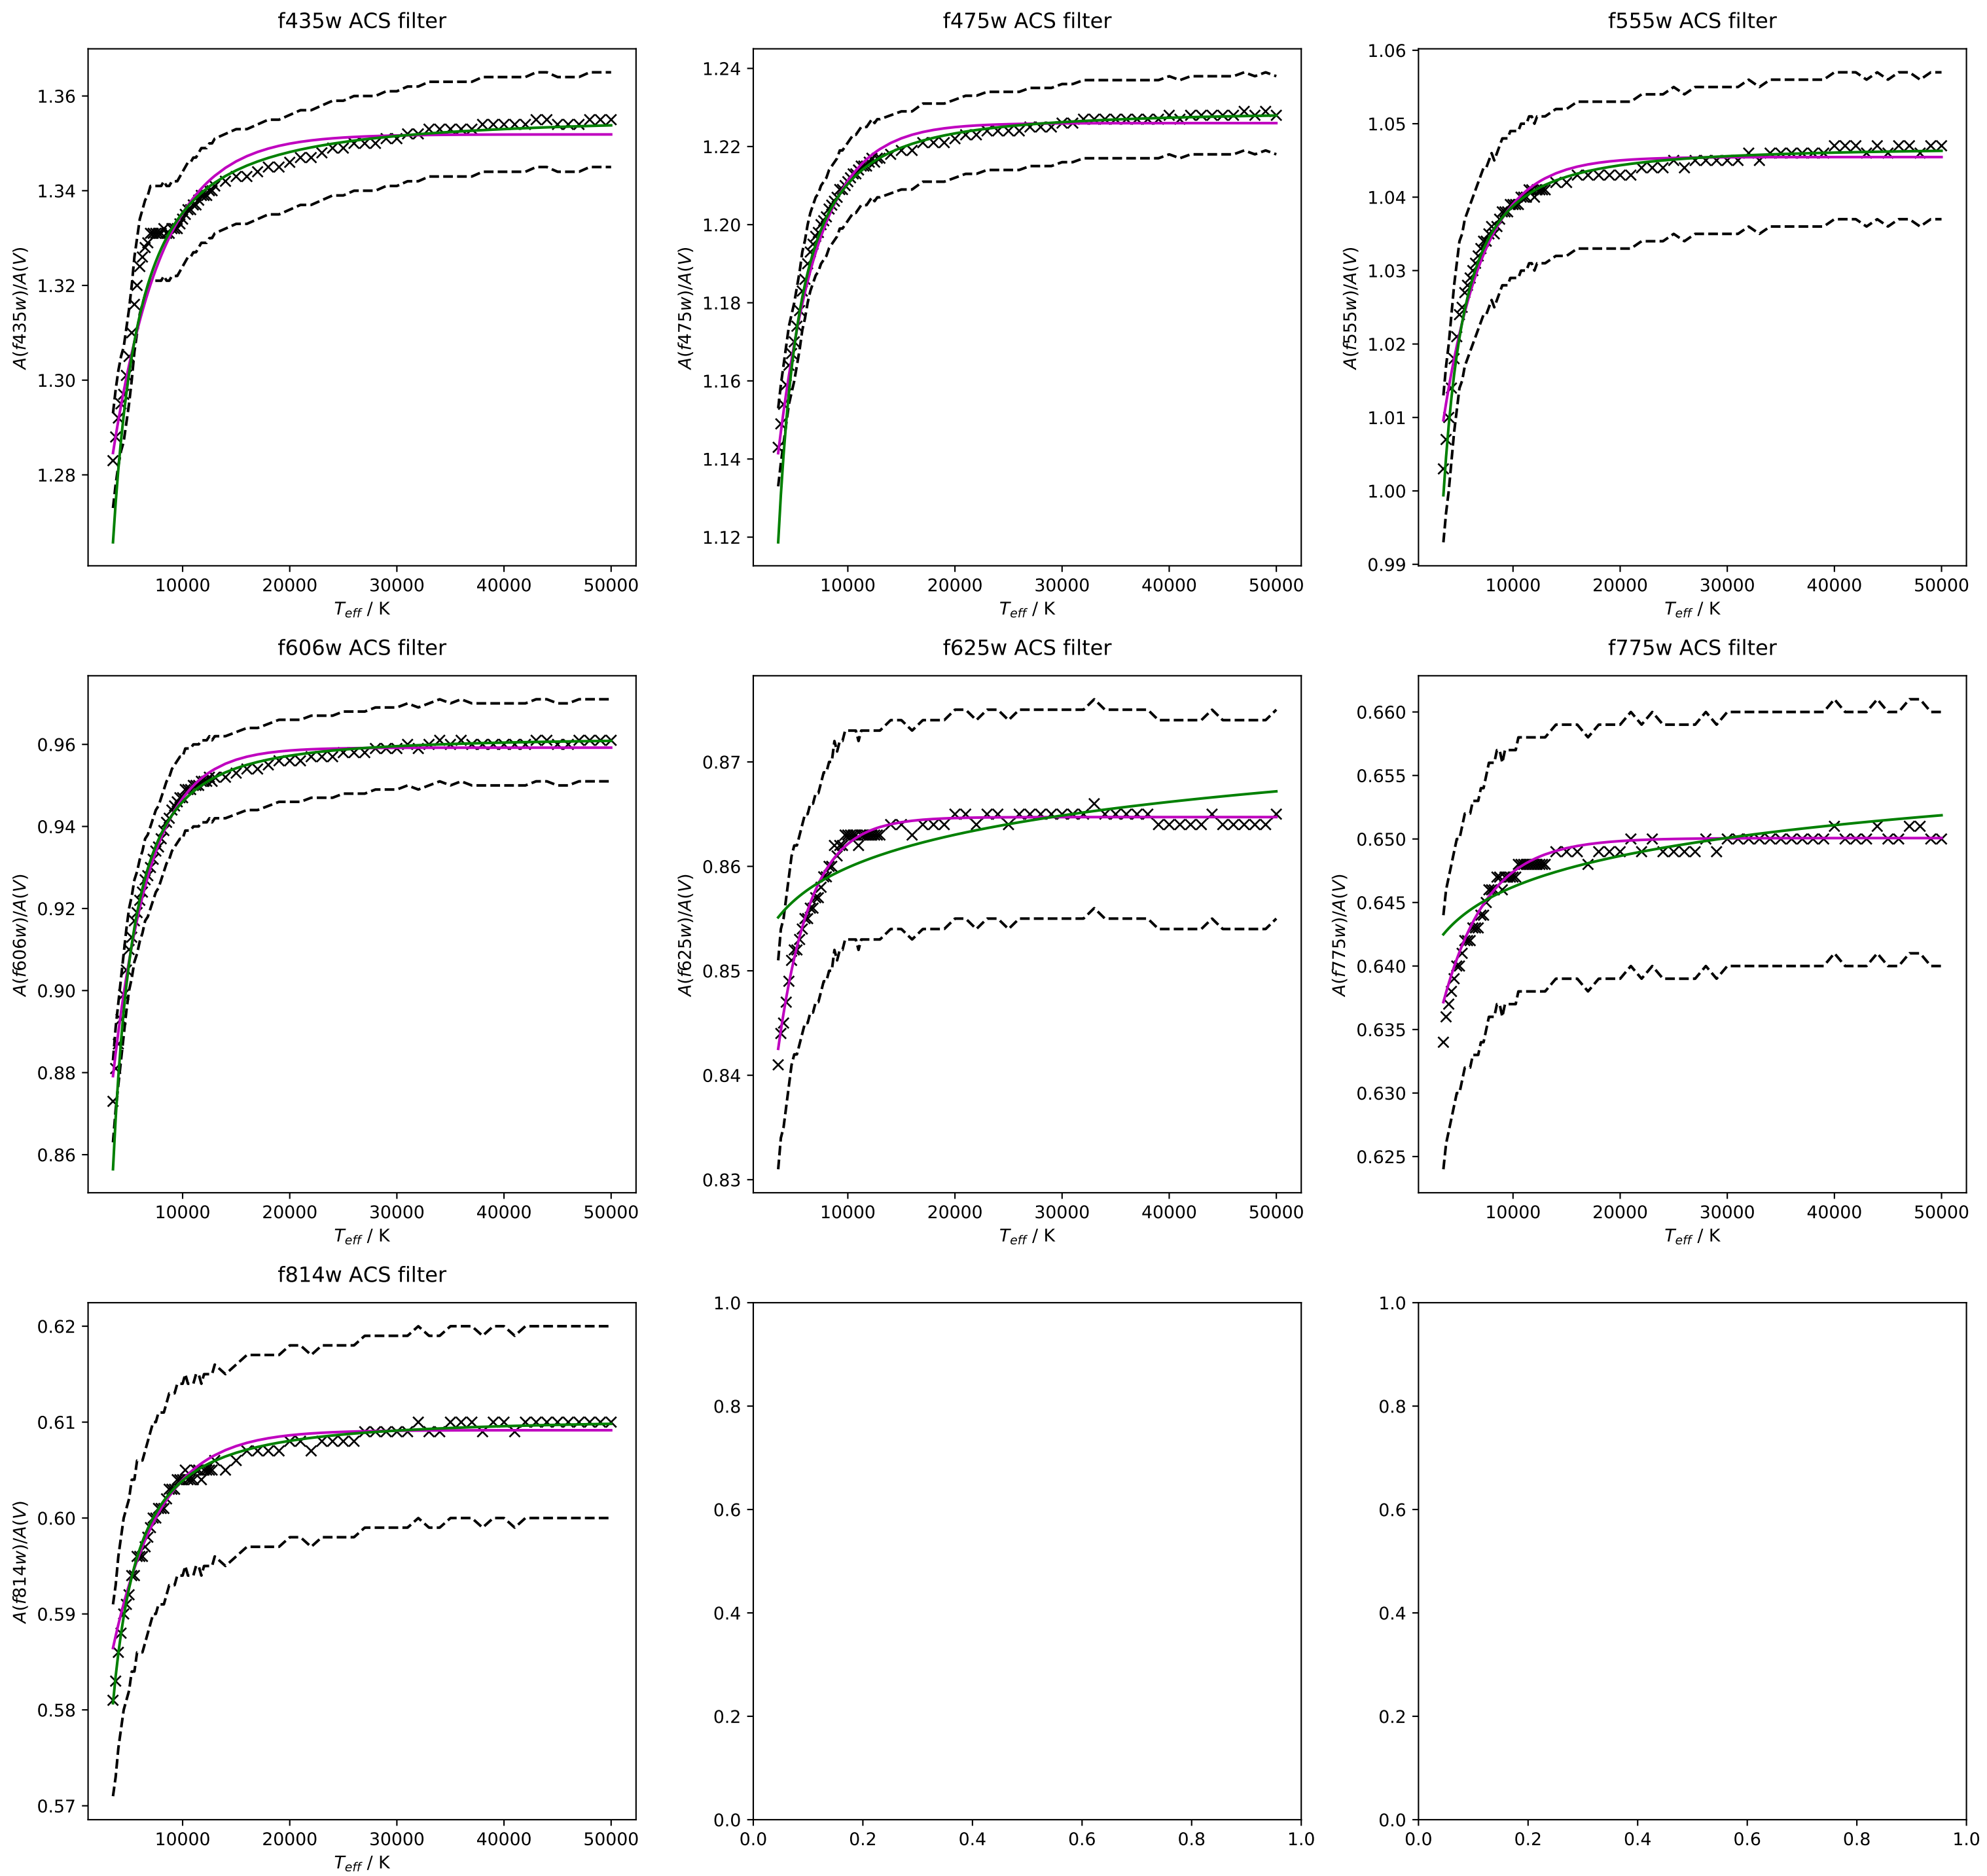 f435w ACS filter
f475w ACS filter
f555w ACS filter
1.36
1.34
1.32
1.30
1.28
A(f435w)/A(V)
10000 20000 30000 40000 50000
T_eff / K
1.24
1.22
1.20
1.18
1.16
1.14
1.12
A(f475w)/A(V)
10000 20000 30000 40000 50000
T_eff / K
1.06
1.05
1.04
1.03
1.02
1.01
1.00
0.99
A(f555w)/A(V)
10000 20000 30000 40000 50000
T_eff / K
f606w ACS filter
f625w ACS filter
f775w ACS filter
0.96
0.94
0.92
0.90
0.88
0.86
A(f606w)/A(V)
10000 20000 30000 40000 50000
T_eff / K
0.87
0.86
0.85
0.84
0.83
A(f625w)/A(V)
10000 20000 30000 40000 50000
T_eff / K
0.660
0.655
0.650
0.645
0.640
0.635
0.630
0.625
A(f775w)/A(V)
10000 20000 30000 40000 50000
T_eff / K
f814w ACS filter
0.62
0.61
0.60
0.59
0.58
0.57
A(f814w)/A(V)
10000 20000 30000 40000 50000
T_eff / K
1.0
0.8
0.6
0.4
0.2
0.0
0.0 0.2 0.4 0.6 0.8 1.0
1.0
0.8
0.6
0.4
0.2
0.0
0.0 0.2 0.4 0.6 0.8 1.0